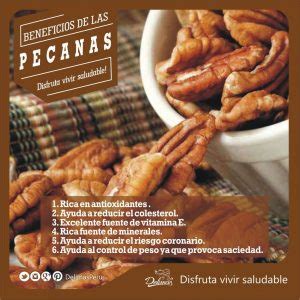 BENEFICIOS DE LAS
PECANAS
Disfruta vivir saludable!
1. Rica en antioxidantes .
2. Ayuda a reducir el colesterol.
3. Excelente fuente de vitamina E.
4. Rica fuente de minerales.
5. Ayuda a reducir el riesgo coronario.
6. Ayuda al control de peso ya que provoca saciedad.
Disfruta vivir saludable